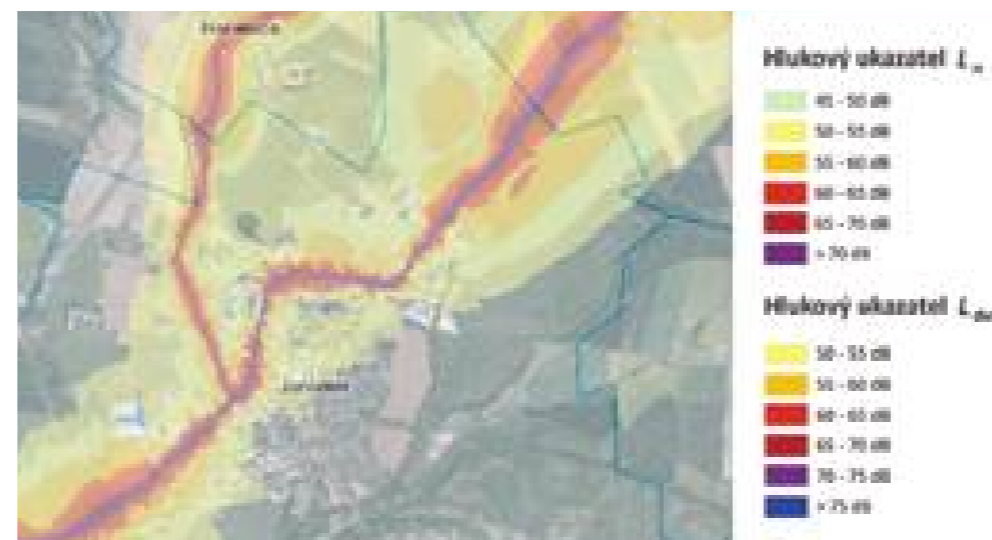 Hlukový ukazatel L n
45 - 50 dB
50 - 55 dB
55 - 60 dB
60 - 65 dB
65 - 70 dB
> 70 dB
Hlukový ukazatel L dv
50 - 55 dB
55 - 60 dB
60 - 65 dB
65 - 70 dB
70 - 75 dB
> 75 dB